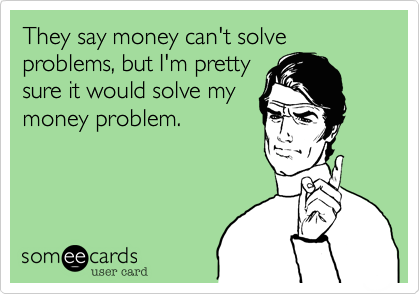 They say money can't solve
problems, but I'm pretty
sure it would solve my
money problem.
someecards
user card